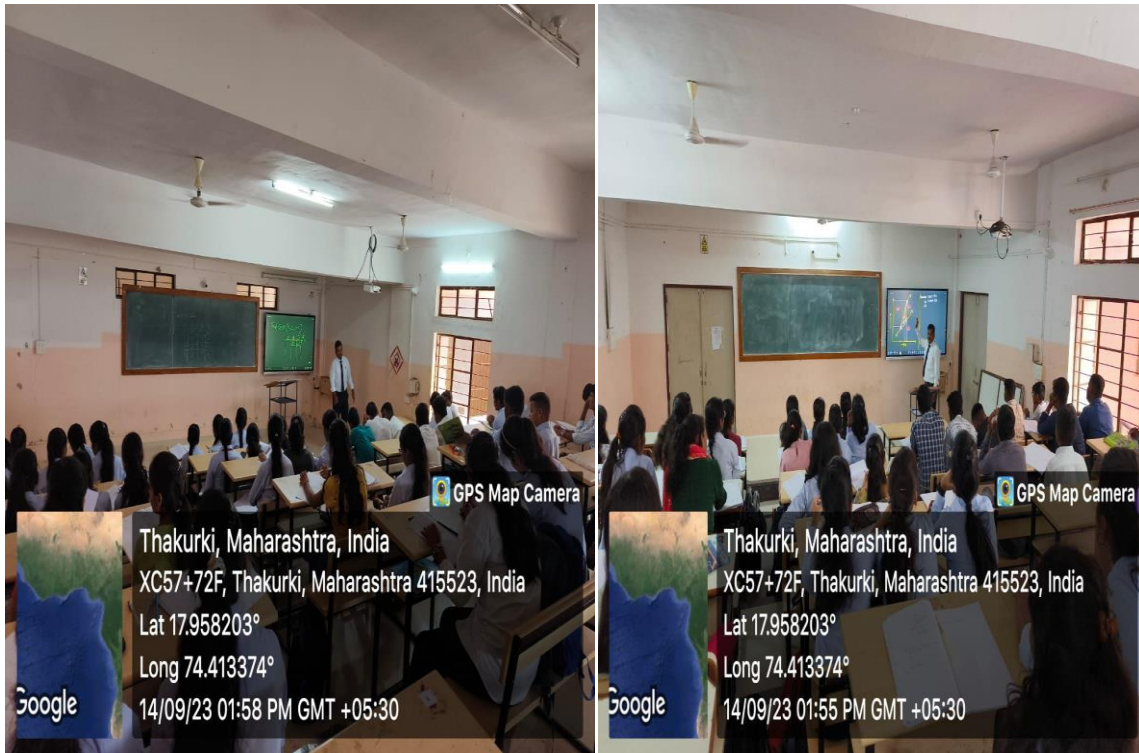 GPS Map Camera
Thakurki, Maharashtra, India
XC57+72F, Thakurki, Maharashtra 415523, India
Lat 17.958203°
Long 74.413374°
14/09/23 01:58 PM GMT +05:30
Google
GPS Map Camera
Thakurki, Maharashtra, India
XC57+72F, Thakurki, Maharashtra 415523, India
Lat 17.958203°
Long 74.413374°
14/09/23 01:55 PM GMT +05:30
Google